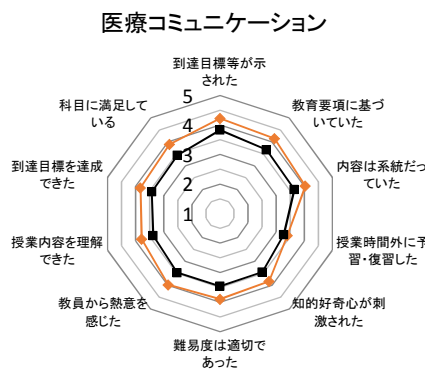 医療コミュニケーション
到達目標等が示
された
教育要項に基づ
いていた
内容は系統だっ
ていた
授業時間外に予
習・復習した
知的好奇心が刺
激された
難易度は適切で
あった
教員から熱意を
感じた
授業内容を理解
できた
到達目標を達成
できた
科目に満足して
いる
5
4
3
2
1